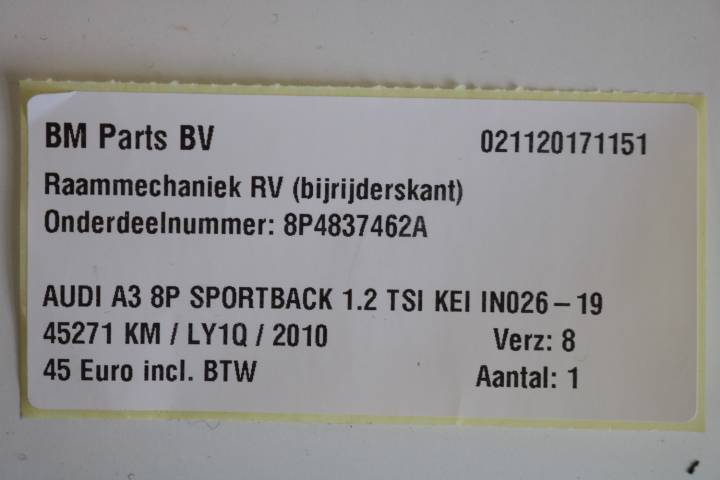 BM Parts BV 021120171151
Raammechaniek RV (bijrijderskant)
Onderdeelnummer: 8P4837462A
AUDI A3 8P SPORTBACK 1.2 TSI KEI IN026-19
45271 KM / LY1Q / 2010 Verz: 8
45 Euro incl. BTW Aantal: 1